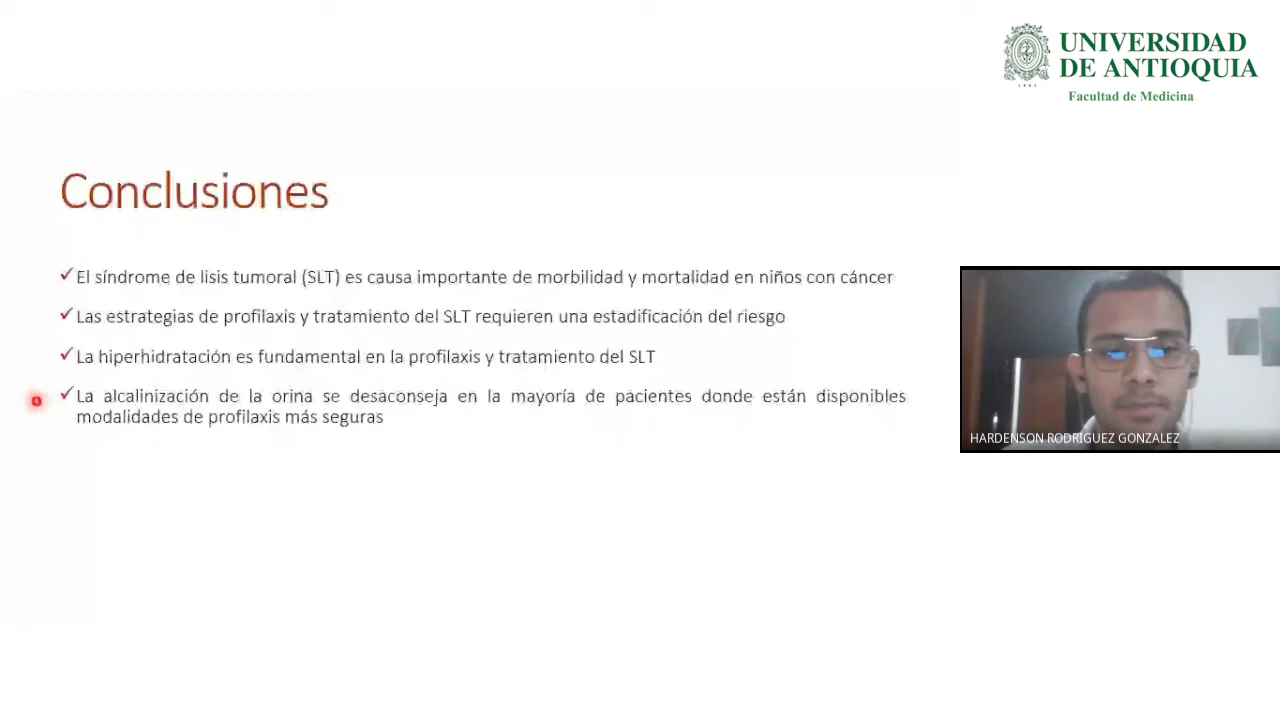 UNIVERSIDAD
DE ANTIOQUIA
Facultad de Medicina
Conclusiones
✓El síndrome de lisis tumoral (SLT) es causa importante de morbilidad y mortalidad en niños con cáncer
✓Las estrategias de profilaxis y tratamiento del SLT requieren una estadificación del riesgo
✓La hiperhidratación es fundamental en la profilaxis y tratamiento del SLT
✓La alcalinización de la orina se desaconseja en la mayoría de pacientes donde están disponibles
modalidades de profilaxis más seguras
HARDENSON RODRIGUEZ GONZALEZ